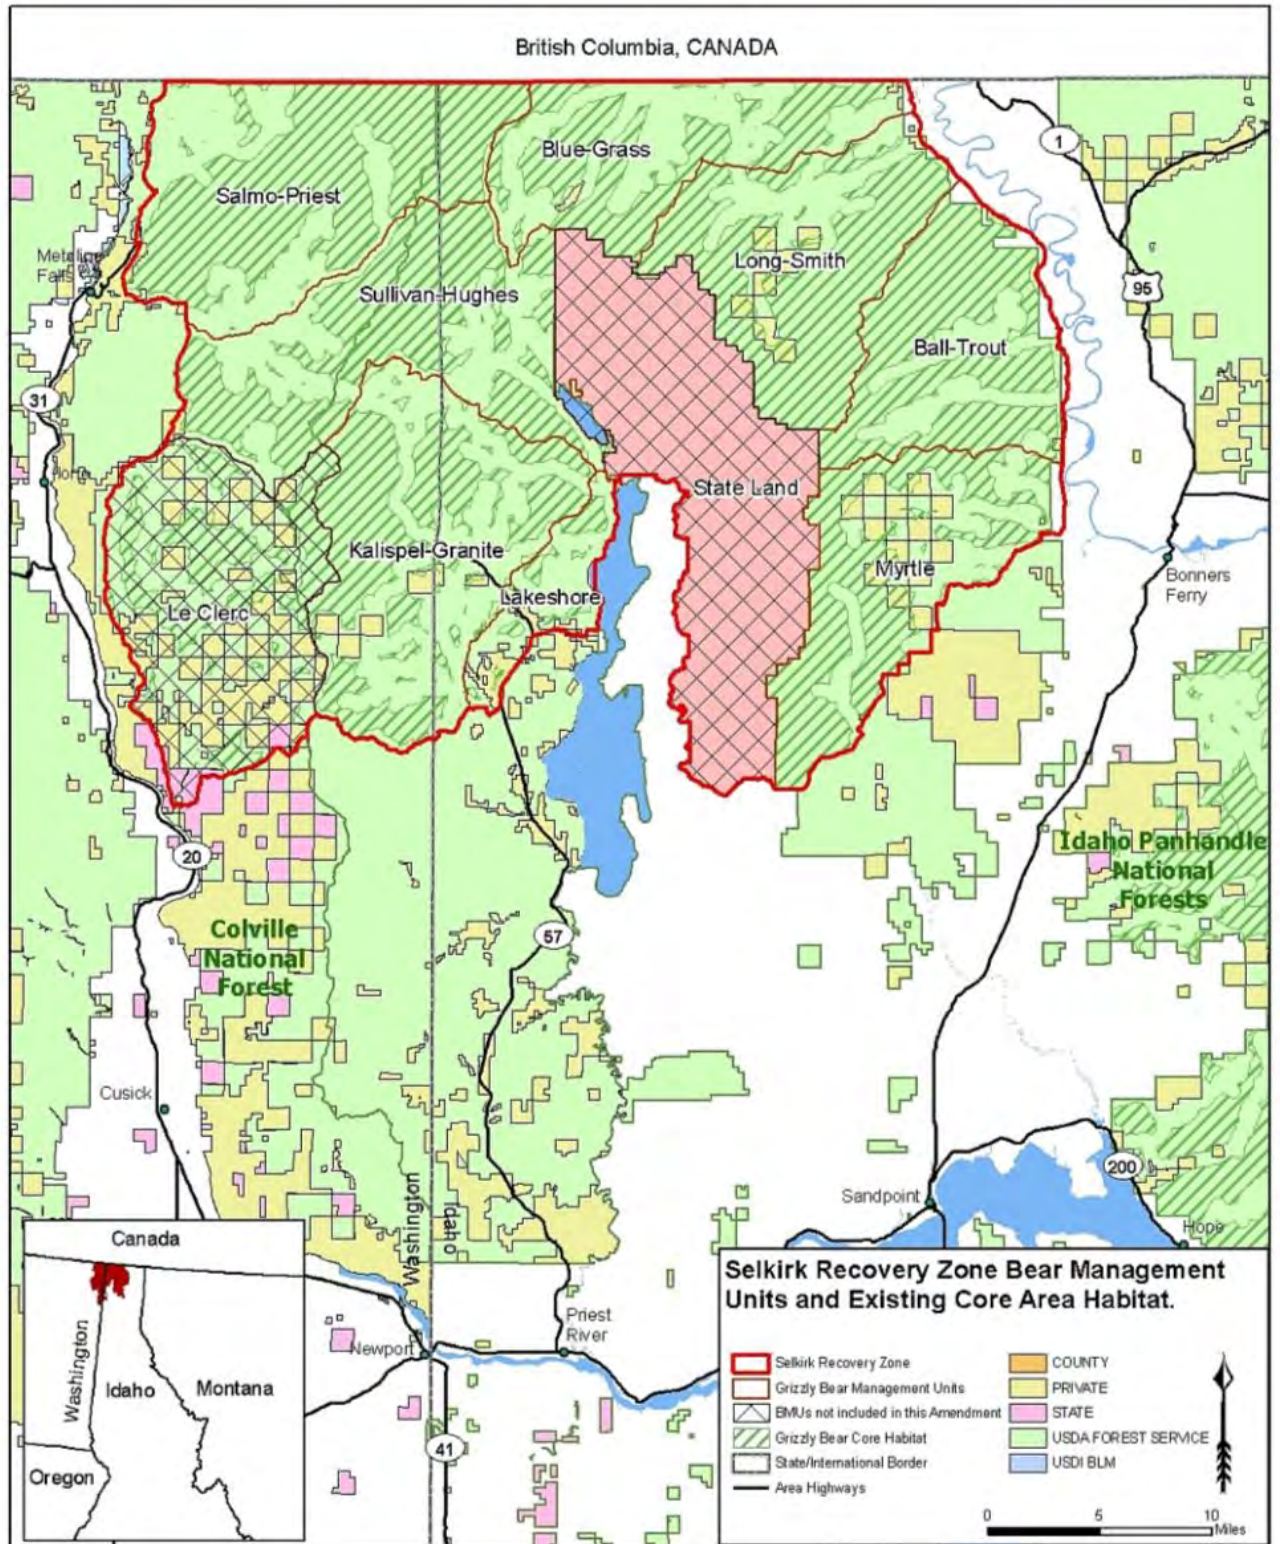 British Columbia, CANADA
Blue-Grass
1
Salmo-Priest
Metaline
Falls
Long-Smith
Sullivan-Hughes
95
Ball-Trout
31
State Land
Kalispel-Granite
Myrtle
Bonners
Ferry
Lakeshore
Le Clerc
20
Idaho Panhandle
National
Forests
Colville
National
Forest
57
Cusick
200
Sandpoint
Hope
Washington
Idaho
Canada
Washington
Idaho
Montana
Oregon
Priest
River
Newport
41
Selkirk Recovery Zone Bear Management
Units and Existing Core Area Habitat.
Selkirk Recovery Zone
Grizzly Bear Management Units
BMUs not included in this Amendment
Grizzly Bear Core Habitat
State/International Border
Area Highways
COUNTY
PRIVATE
STATE
USDA FOREST SERVICE
USDI BLM
0 5 10
Miles